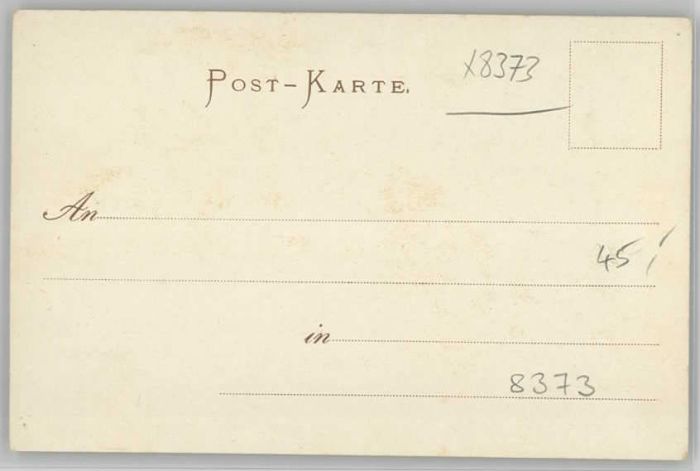 POST-KARTE.
X8373
An
45
in
8373